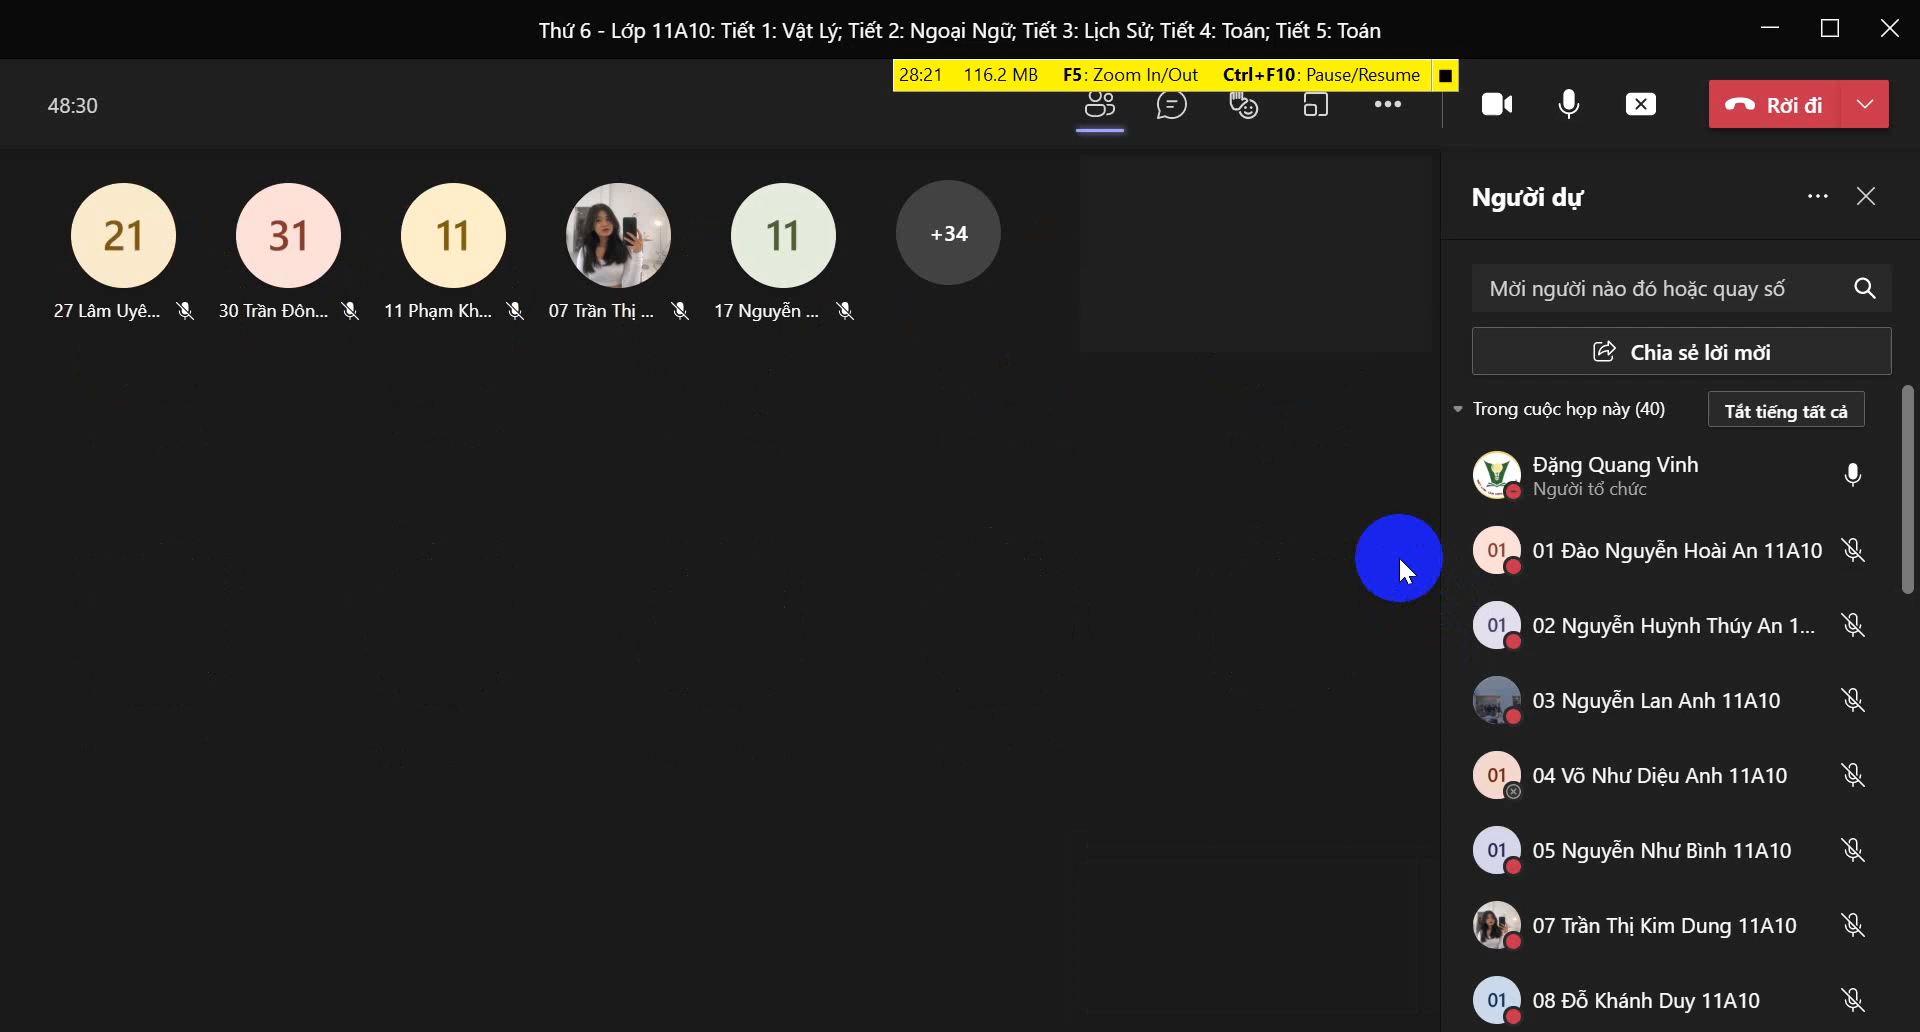 Thứ 6 - Lớp 11A10: Tiết 1: Vật Lý; Tiết 2: Ngoại Ngữ; Tiết 3: Lịch Sử; Tiết 4: Toán; Tiết 5: Toán
28:21 116.2 MB F5: Zoom In/Out Ctrl+F10: Pause/Resume
48:30
Rời đi
21
31
11
11
+34
27 Lâm Uyê...
30 Trần Đôn...
11 Phạm Kh...
07 Trần Thị ...
17 Nguyễn ...
Người dự
Mời người nào đó hoặc quay số
Chia sẻ lời mời
Trong cuộc họp này (40)
Tắt tiếng tất cả
Đặng Quang Vinh
Người tổ chức
01 01 Đào Nguyễn Hoài An 11A10
01 02 Nguyễn Huỳnh Thúy An 1...
03 Nguyễn Lan Anh 11A10
01 04 Võ Như Diệu Anh 11A10
01 05 Nguyễn Như Bình 11A10
07 Trần Thị Kim Dung 11A10
01 08 Đỗ Khánh Duy 11A10